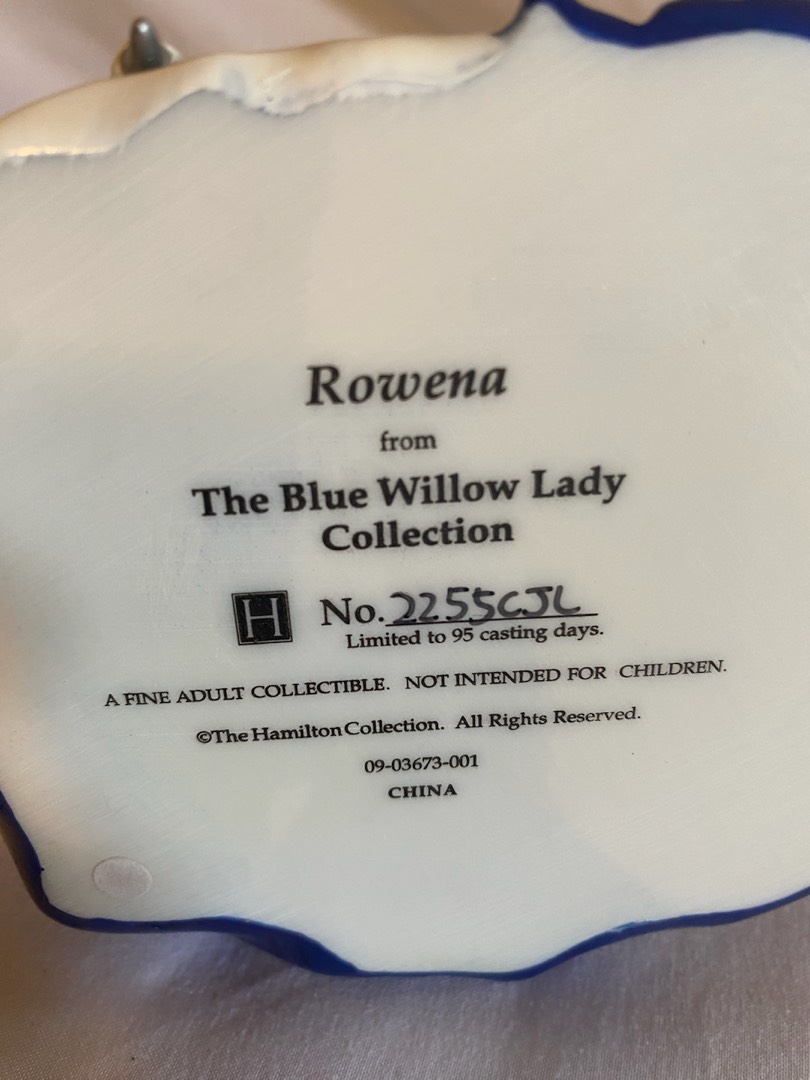 Rowena
from
The Blue Willow Lady
Collection
H No. 2255CJL
Limited to 95 casting days.
A FINE ADULT COLLECTIBLE. NOT INTENDED FOR CHILDREN.
©The Hamilton Collection. All Rights Reserved.
09-03673-001
CHINA